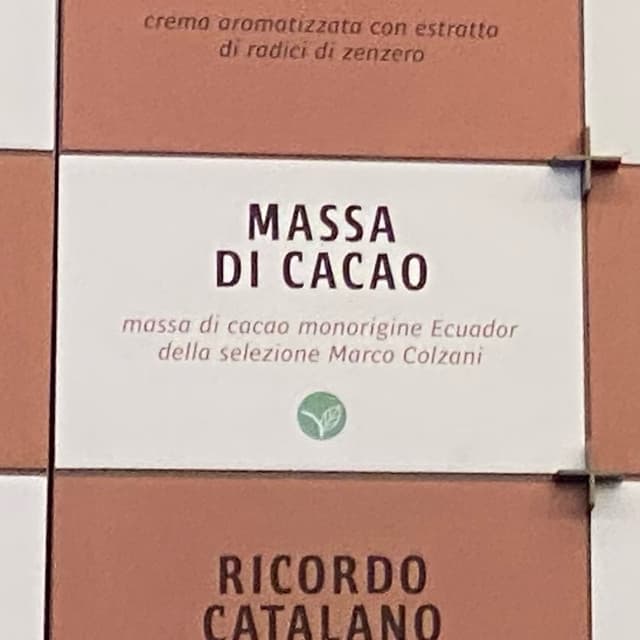 crema aromatizzata con estratto
di radici di zenzero
MASSA
DI CACAO
massa di cacao monorigine Ecuador
della selezione Marco Colzani
RICORDO
CATALANO